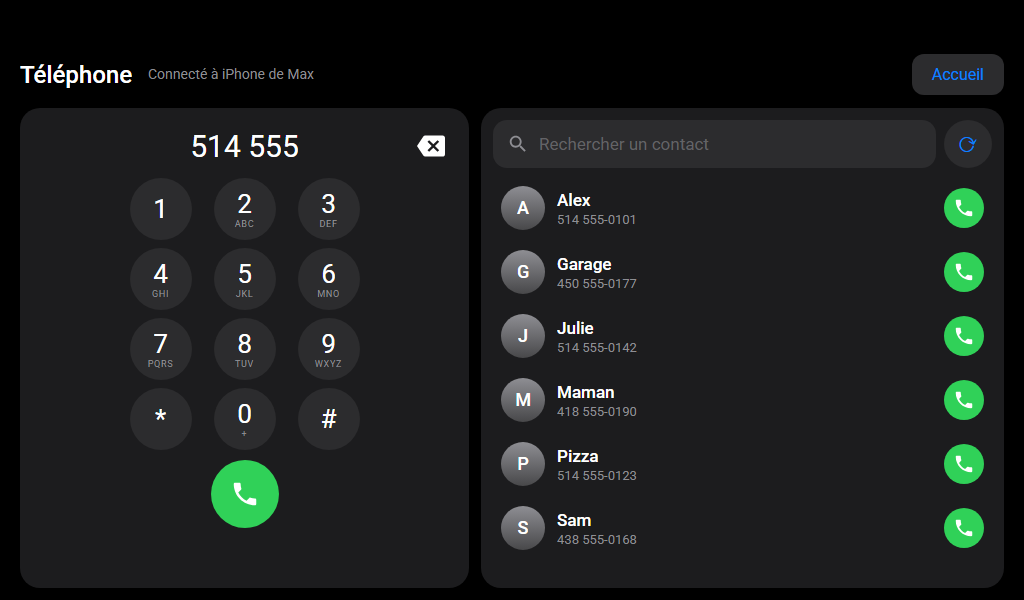 Téléphone
Connecté à iPhone de Max
Accueil
514 555
1
2
ABC
3
DEF
4
GHI
5
JKL
6
MNO
7
PQRS
8
TUV
9
WXYZ
*
0
+
#
Rechercher un contact
A
Alex
514 555-0101
G
Garage
450 555-0177
J
Julie
514 555-0142
M
Maman
418 555-0190
P
Pizza
514 555-0123
S
Sam
438 555-0168